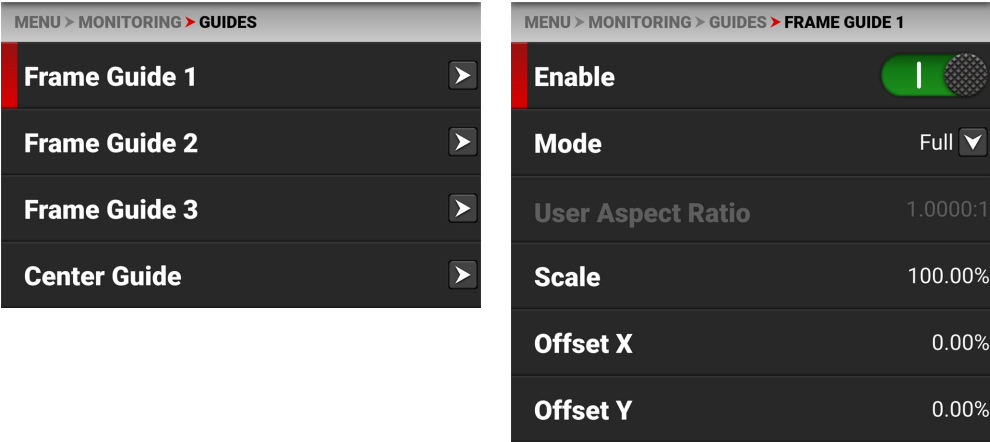 MENU > MONITORING > GUIDES
Frame Guide 1
Frame Guide 2
Frame Guide 3
Center Guide
MENU > MONITORING > GUIDES > FRAME GUIDE 1
Enable
Mode Full
User Aspect Ratio 1.0000:1
Scale 100.00%
Offset X 0.00%
Offset Y 0.00%